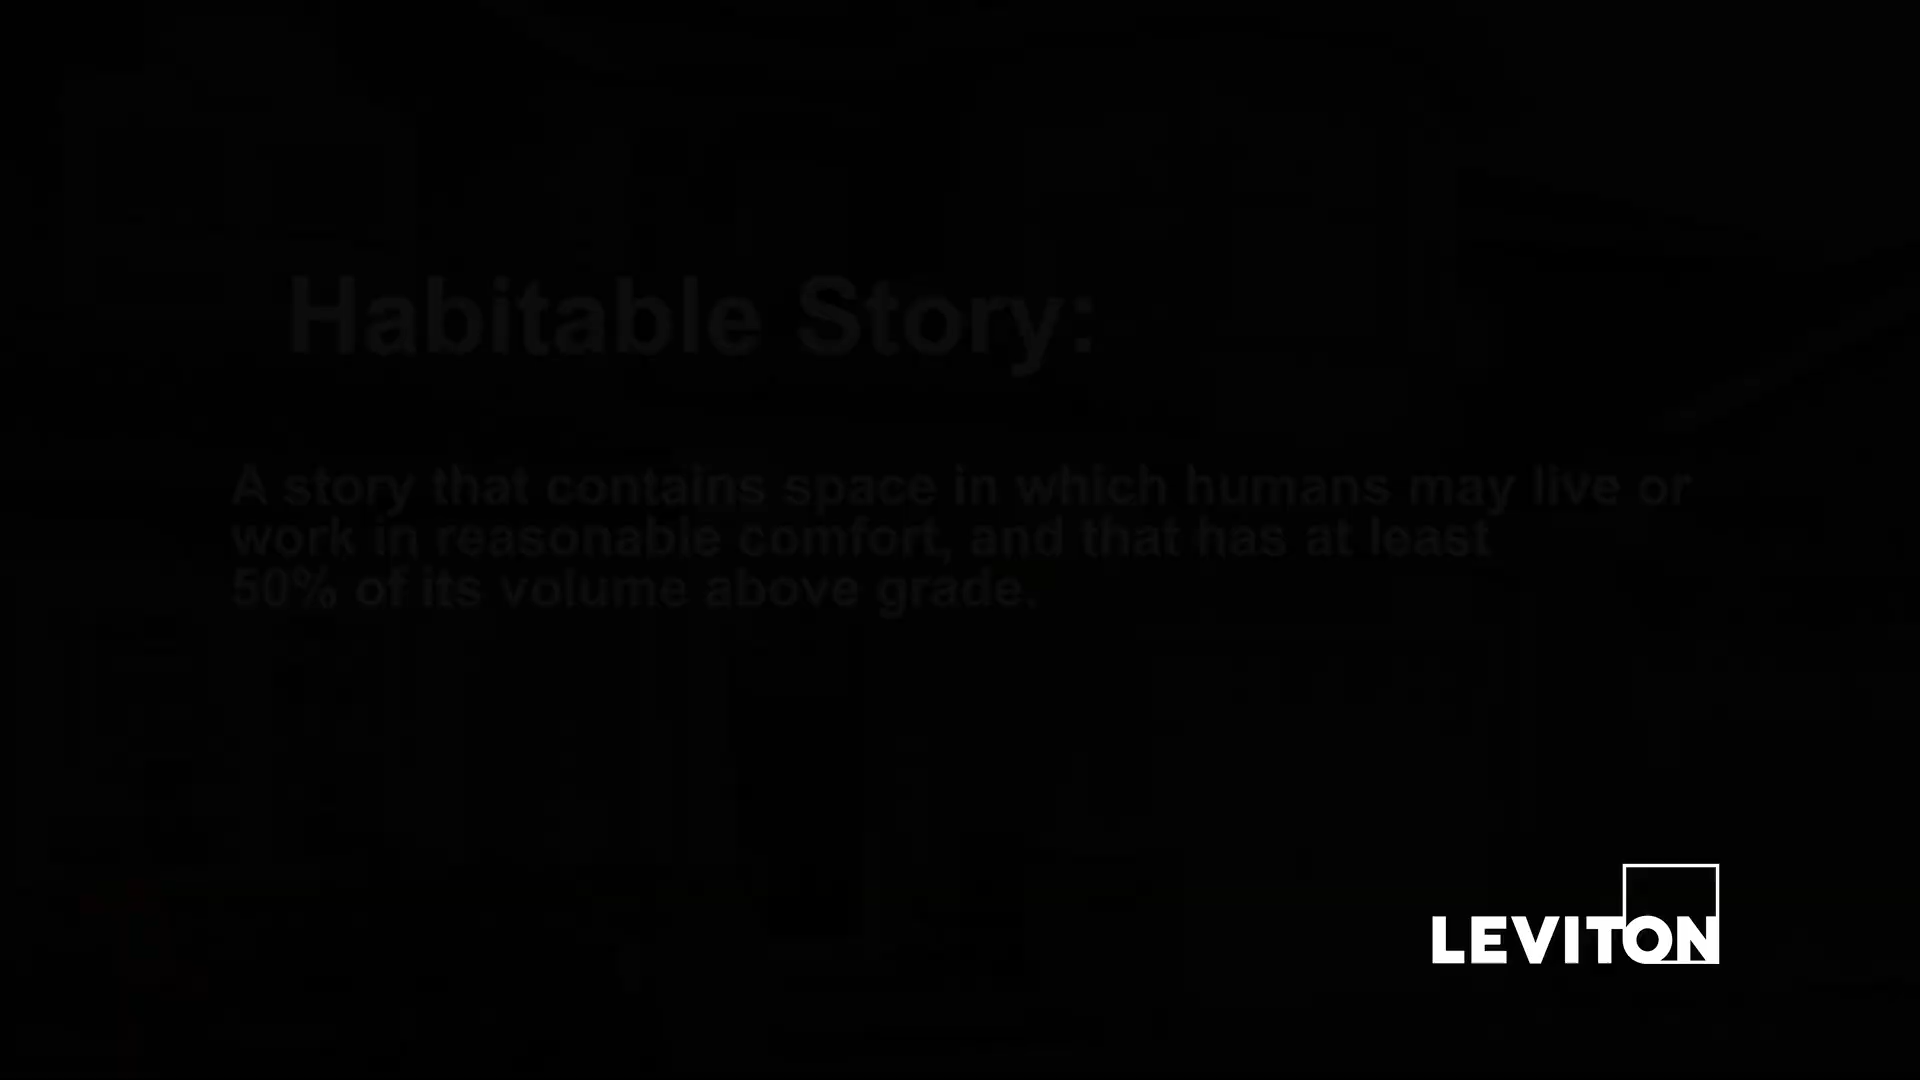 Habitable Story:
A story that contains space in which humans may live or
work in reasonable comfort, and that has at least
50% of its volume above grade.
LEVITON